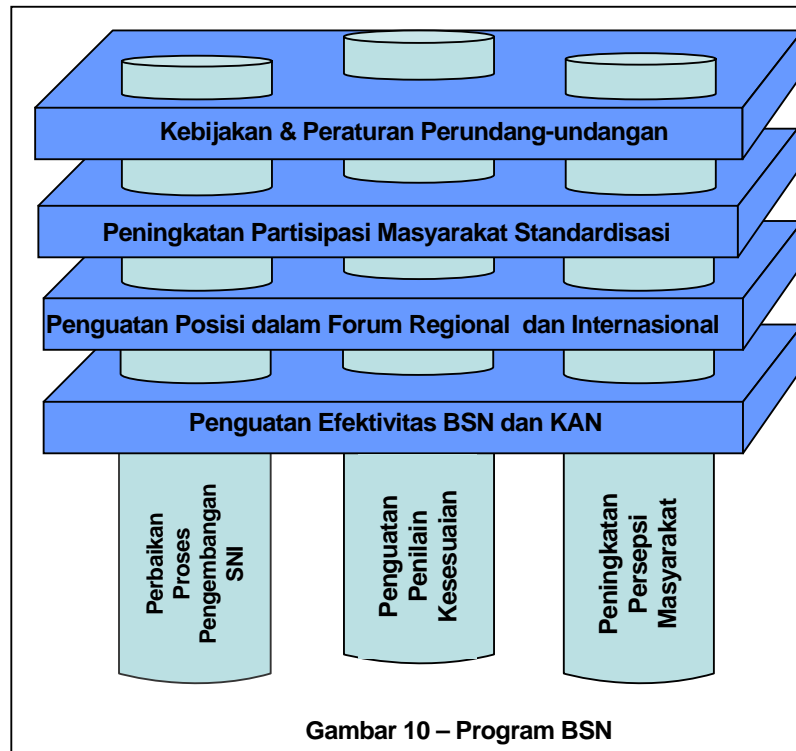 Kebijakan & Peraturan Perundang-undangan
Peningkatan Partisipasi Masyarakat Standardisasi
Penguatan Posisi dalam Forum Regional dan Internasional
Penguatan Efektivitas BSN dan KAN
Perbaikan
Proses
Pengembangan
SNI
Penguatan
Penilain
Kesesuaian
Peningkatan
Persepsi
Masyarakat
Gambar 10 – Program BSN